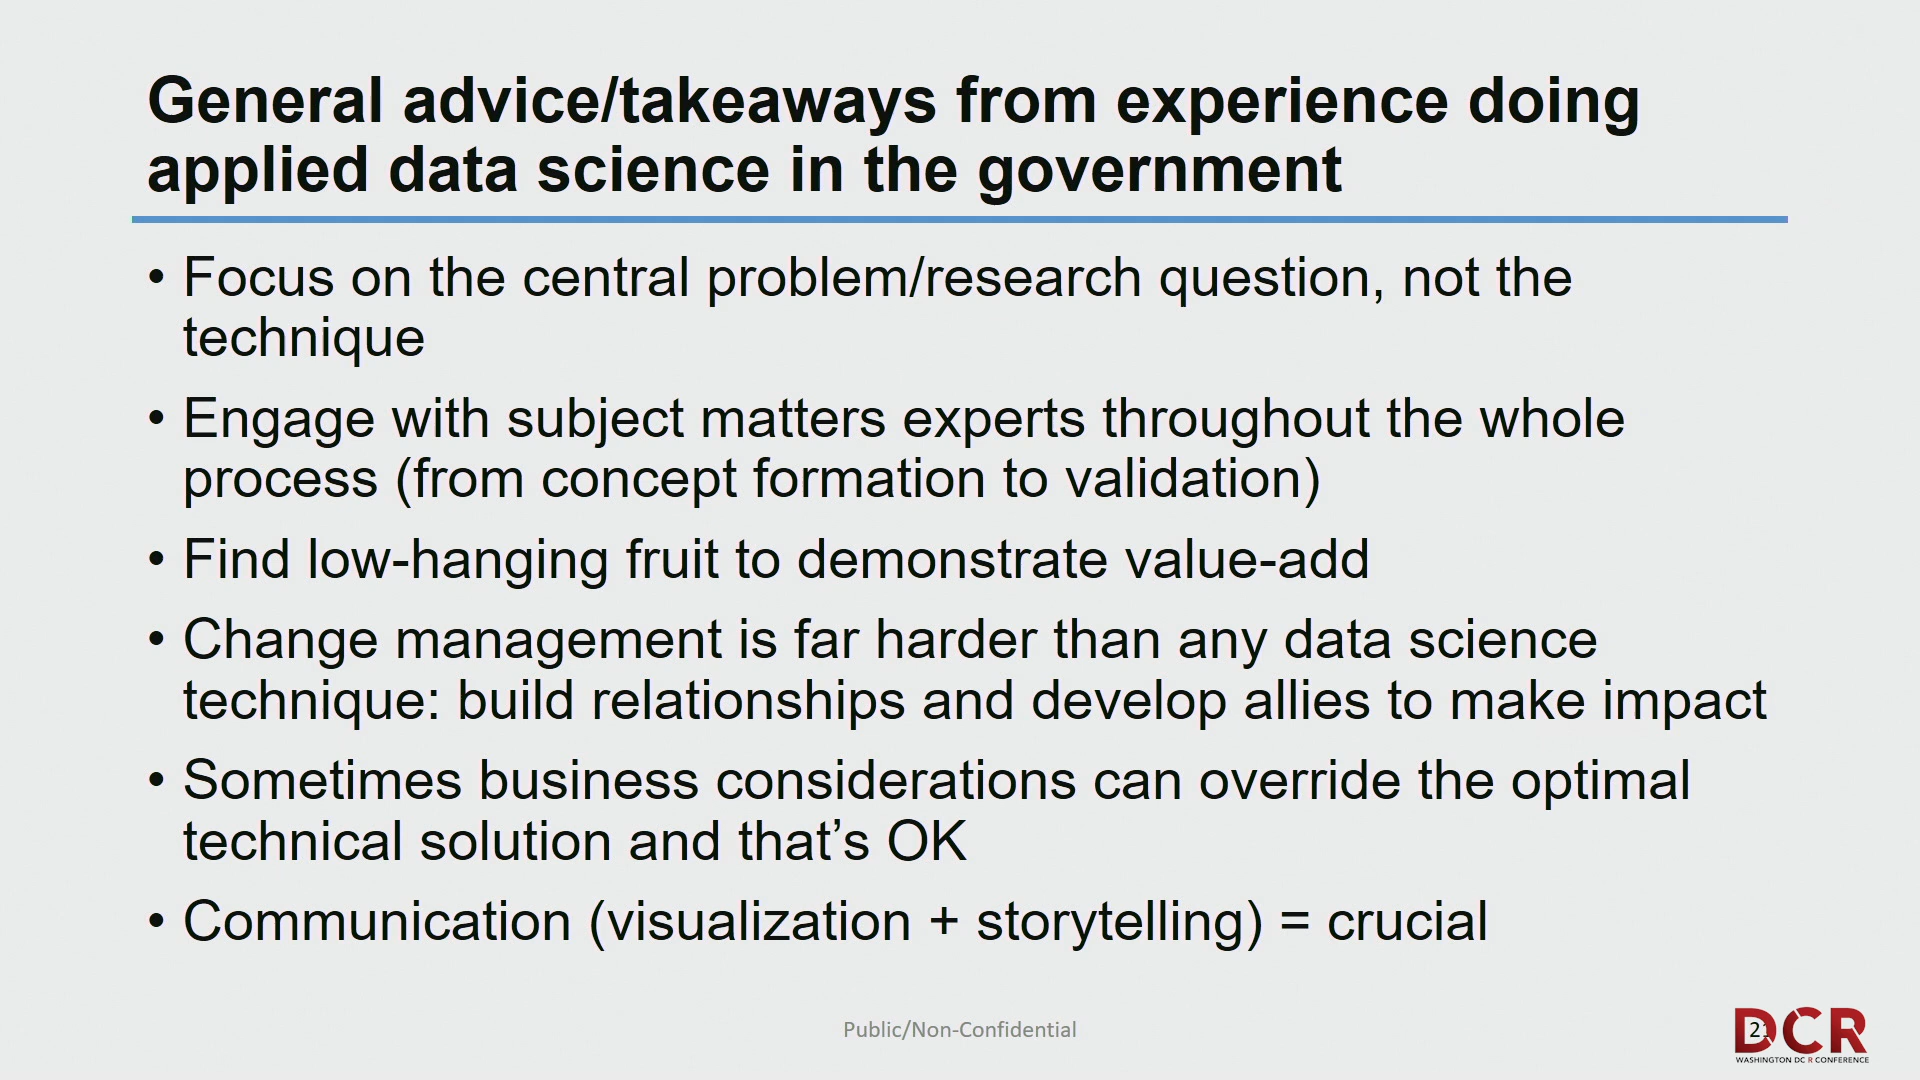 General advice/takeaways from experience doing
applied data science in the government
• Focus on the central problem/research question, not the
technique
• Engage with subject matters experts throughout the whole
process (from concept formation to validation)
• Find low-hanging fruit to demonstrate value-add
• Change management is far harder than any data science
technique: build relationships and develop allies to make impact
• Sometimes business considerations can override the optimal
technical solution and that’s OK
• Communication (visualization + storytelling) = crucial
Public/Non-Confidential
DCR
WASHINGTON DC R CONFERENCE